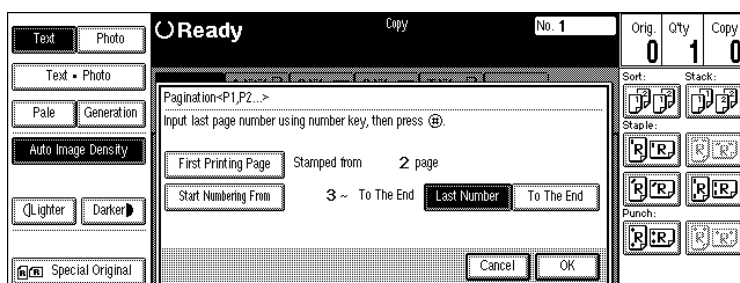 Text Photo
Text • Photo
Pale Generation
Auto Image Density
Lighter Darker
Special Original
Ready
Copy
No. 1
Pagination<P1,P2...>
Input last page number using number key, then press #.
First Printing Page Stamped from 2 page
Start Numbering From 3 ~ To The End Last Number To The End
Cancel OK
Orig. Q'ty Copy
0 1 0
Sort: Stack:
Staple:
Punch: